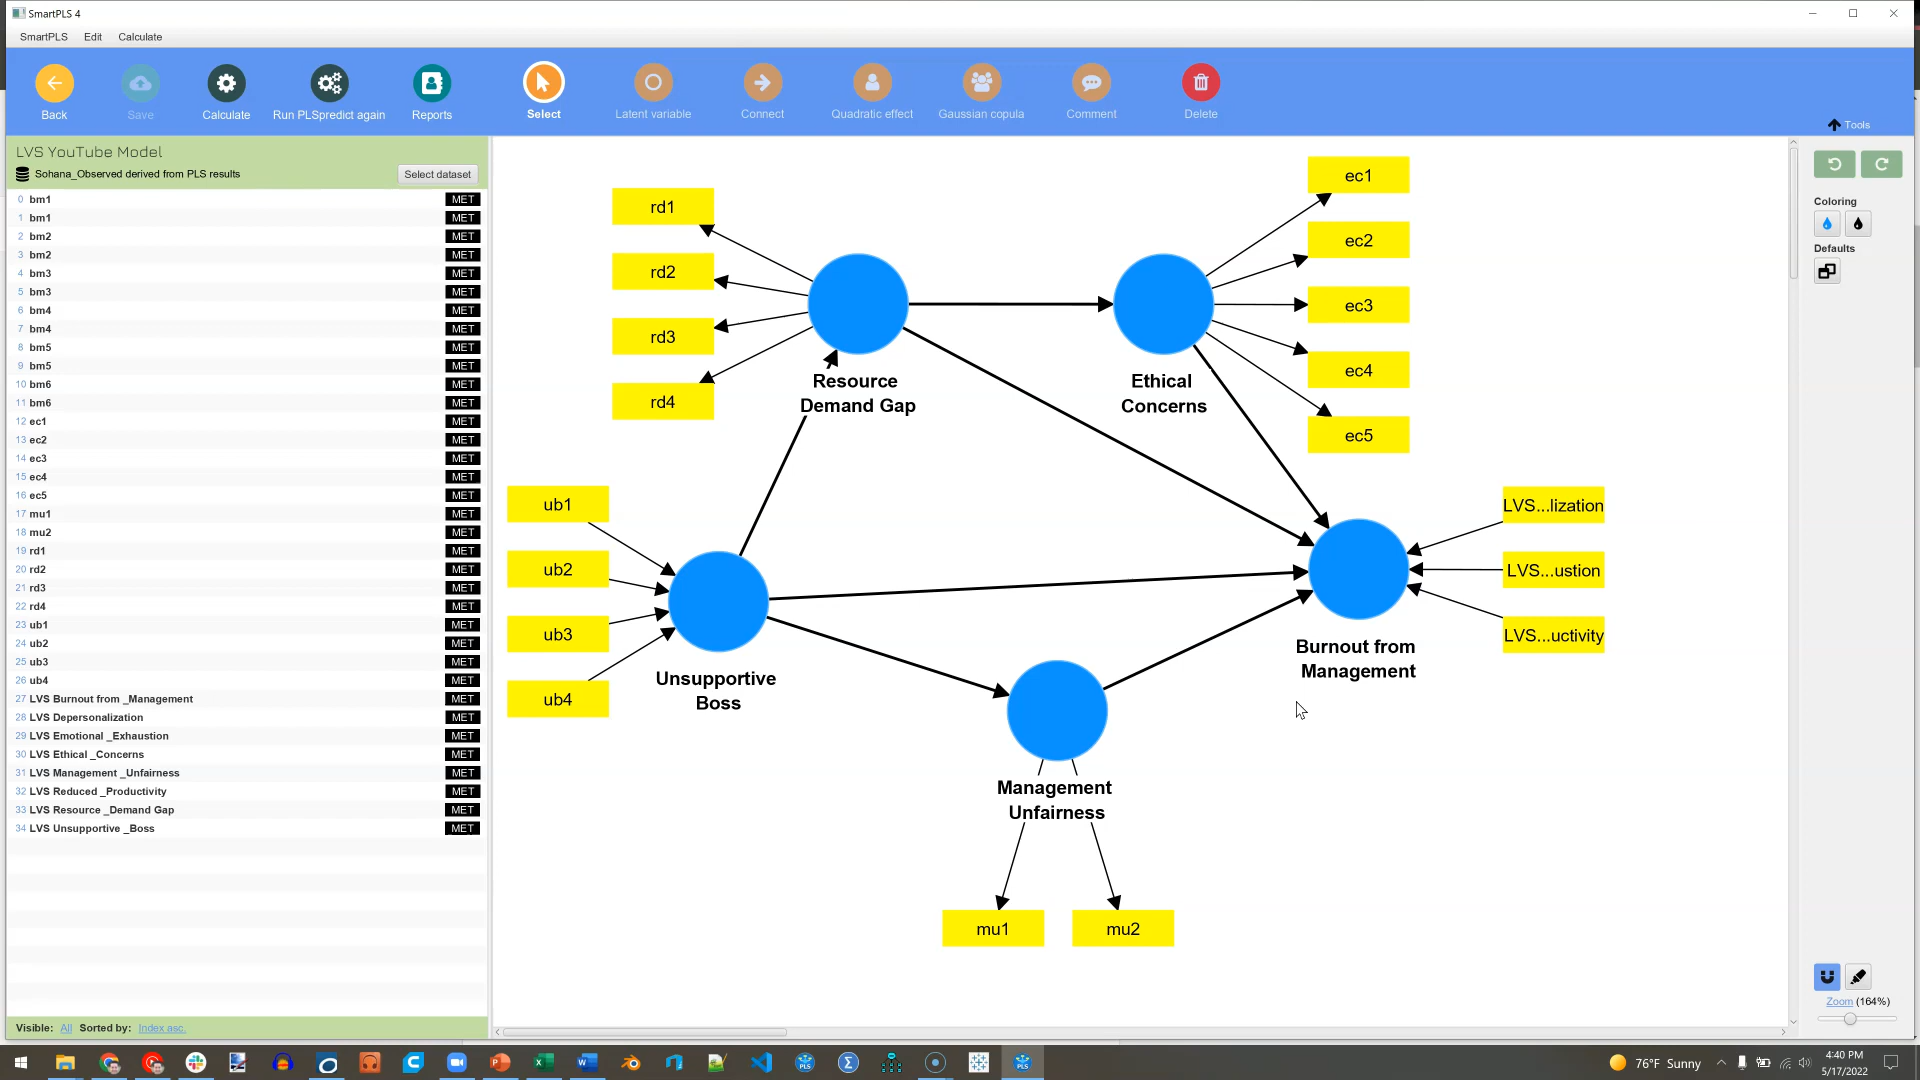 SmartPLS 4
SmartPLS Edit Calculate
Back
Save
Calculate
Run PLSpredict again
Reports
Select
Latent variable
Connect
Quadratic effect
Gaussian copula
Comment
Delete
Tools
LVS YouTube Model
Sohana_Observed derived from PLS results
Select dataset
0 bm1 MET
1 bm1 MET
2 bm2 MET
3 bm2 MET
4 bm3 MET
5 bm3 MET
6 bm4 MET
7 bm4 MET
8 bm5 MET
9 bm5 MET
10 bm6 MET
11 bm6 MET
12 ec1 MET
13 ec2 MET
14 ec3 MET
15 ec4 MET
16 ec5 MET
17 mu1 MET
18 mu2 MET
19 rd1 MET
20 rd2 MET
21 rd3 MET
22 rd4 MET
23 ub1 MET
24 ub2 MET
25 ub3 MET
26 ub4 MET
27 LVS Burnout from _Management MET
28 LVS Depersonalization MET
29 LVS Emotional _Exhaustion MET
30 LVS Ethical _Concerns MET
31 LVS Management _Unfairness MET
32 LVS Reduced _Productivity MET
33 LVS Resource _Demand Gap MET
34 LVS Unsupportive _Boss MET
Visible: All Sorted by: Index asc.
rd1
rd2
rd3
rd4
Resource
Demand Gap
ec1
ec2
ec3
ec4
ec5
Ethical
Concerns
ub1
ub2
ub3
ub4
Unsupportive
Boss
LVS...lization
LVS...ustion
LVS...uctivity
Burnout from
Management
Management
Unfairness
mu1
mu2
Coloring
Defaults
Zoom (164%)
76°F Sunny
4:40 PM
5/17/2022